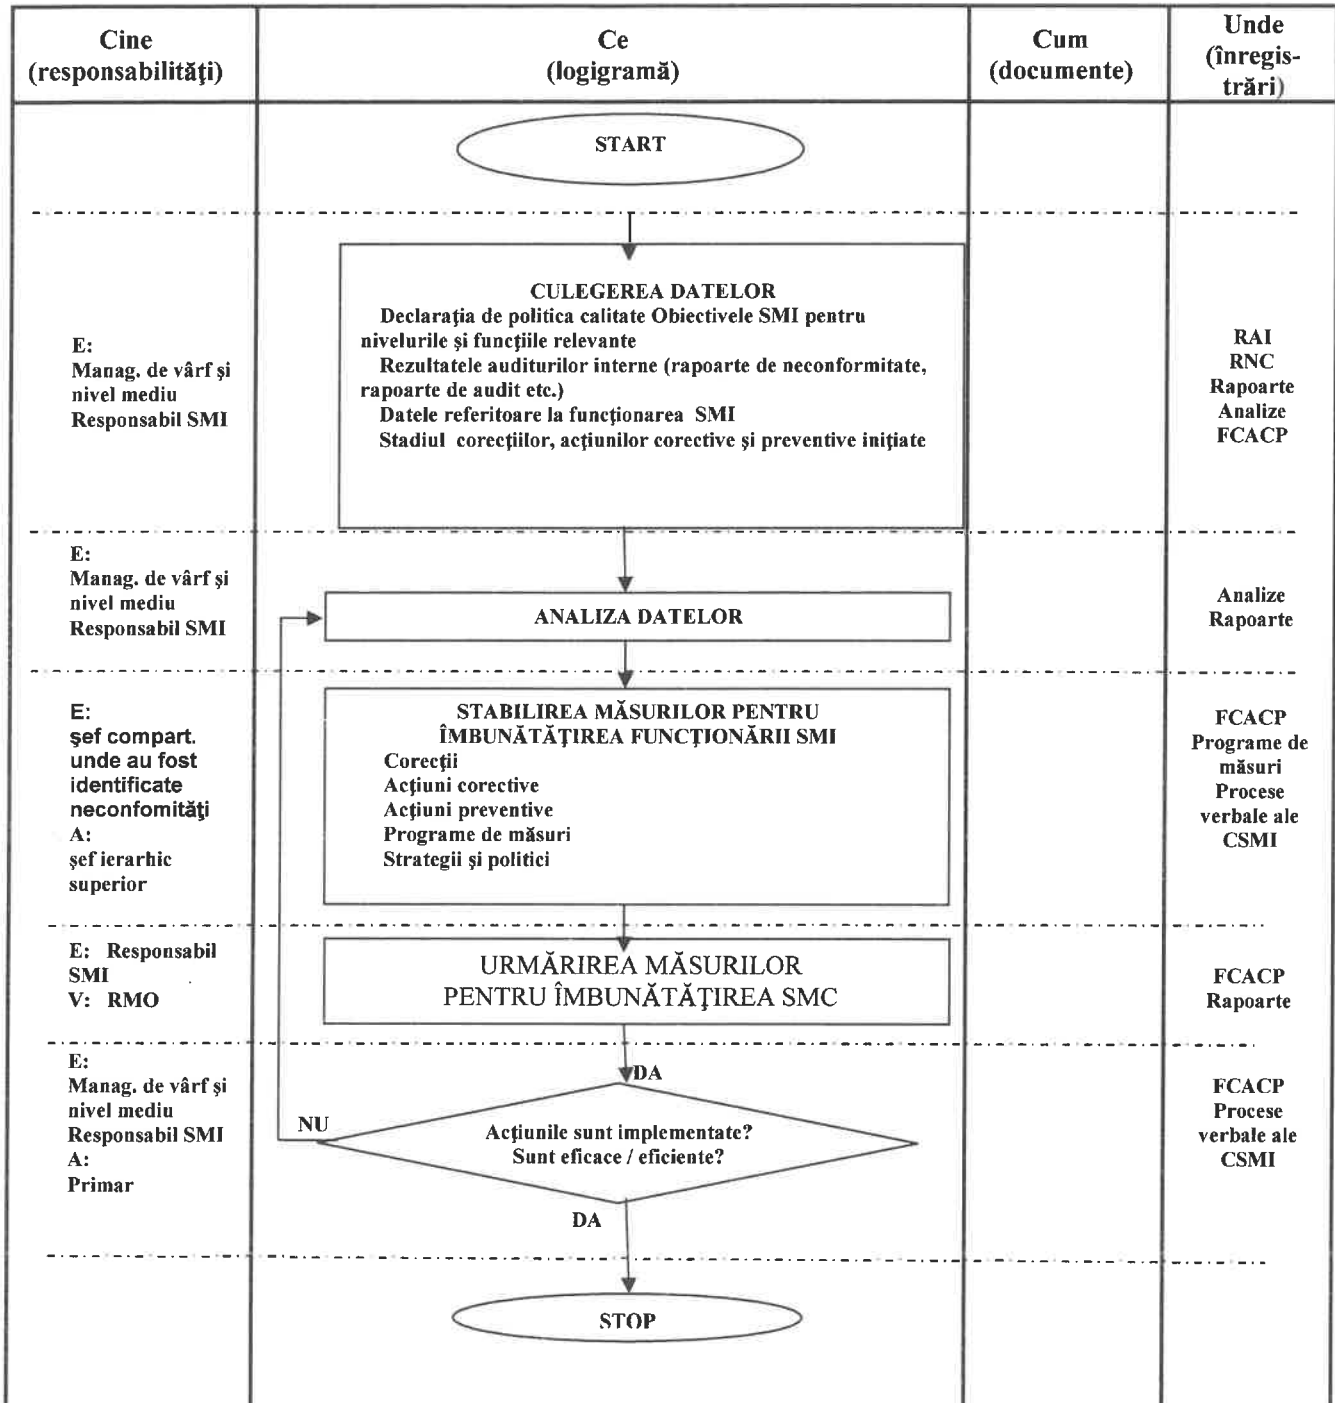 Cine
(responsabilităţi)
Ce
(logigramă)
Cum
(documente)
Unde
(înregis-
trări)
START
E:
Manag. de vârf şi
nivel mediu
Responsabil SMI
CULEGEREA DATELOR
Declaraţia de politica calitate Obiectivele SMI pentru
nivelurile şi funcţiile relevante
Rezultatele auditurilor interne (rapoarte de neconformitate,
rapoarte de audit etc.)
Datele referitoare la funcţionarea SMI
Stadiul corecţiilor, acţiunilor corective şi preventive iniţiate
RAI
RNC
Rapoarte
Analize
FCACP
E:
Manag. de vârf şi
nivel mediu
Responsabil SMI
ANALIZA DATELOR
Analize
Rapoarte
E:
şef compart.
unde au fost
identificate
neconfomităţi
A:
şef ierarhic
superior
STABILIREA MĂSURILOR PENTRU
ÎMBUNĂTĂŢIREA FUNCŢIONĂRII SMI
Corecţii
Acţiuni corective
Acţiuni preventive
Programe de măsuri
Strategii şi politici
FCACP
Programe de
măsuri
Procese
verbale ale
CSMI
E: Responsabil
SMI
V: RMO
URMĂRIREA MĂSURILOR
PENTRU ÎMBUNĂTĂŢIREA SMC
FCACP
Rapoarte
E:
Manag. de vârf şi
nivel mediu
Responsabil SMI
A:
Primar
DA
NU
Acţiunile sunt implementate?
Sunt eficace / eficiente?
DA
FCACP
Procese
verbale ale
CSMI
STOP